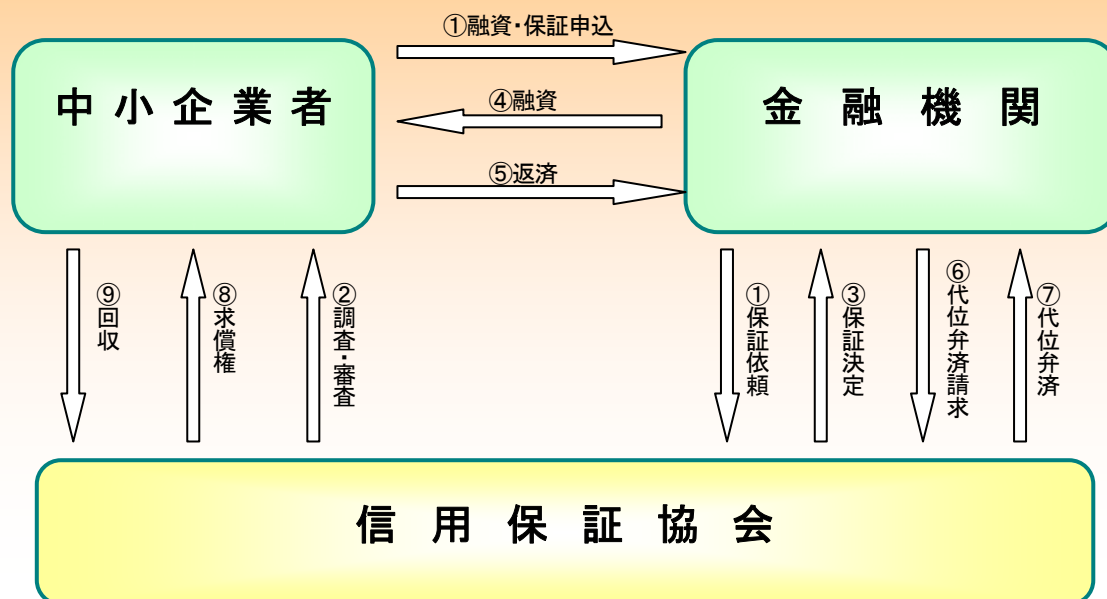 ①融資・保証申込
中小企業者
金融機関
④融資
⑤返済
⑨回収
⑧求償権
②調査・審査
①保証依頼
③保証決定
⑥代位弁済請求
⑦代位弁済
信用保証協会